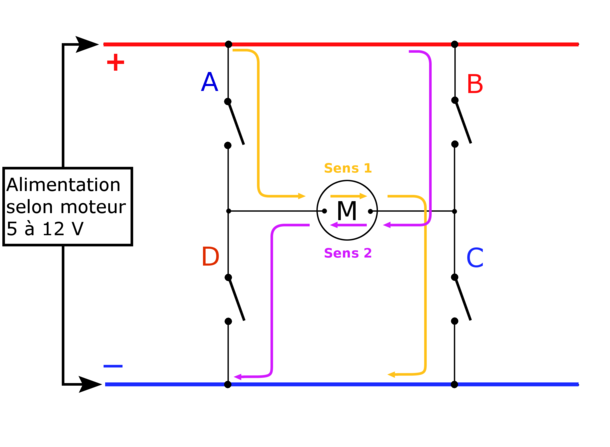 +
A
B
Sens 1
Alimentation
selon moteur
5 à 12 V
M
Sens 2
D
C
–